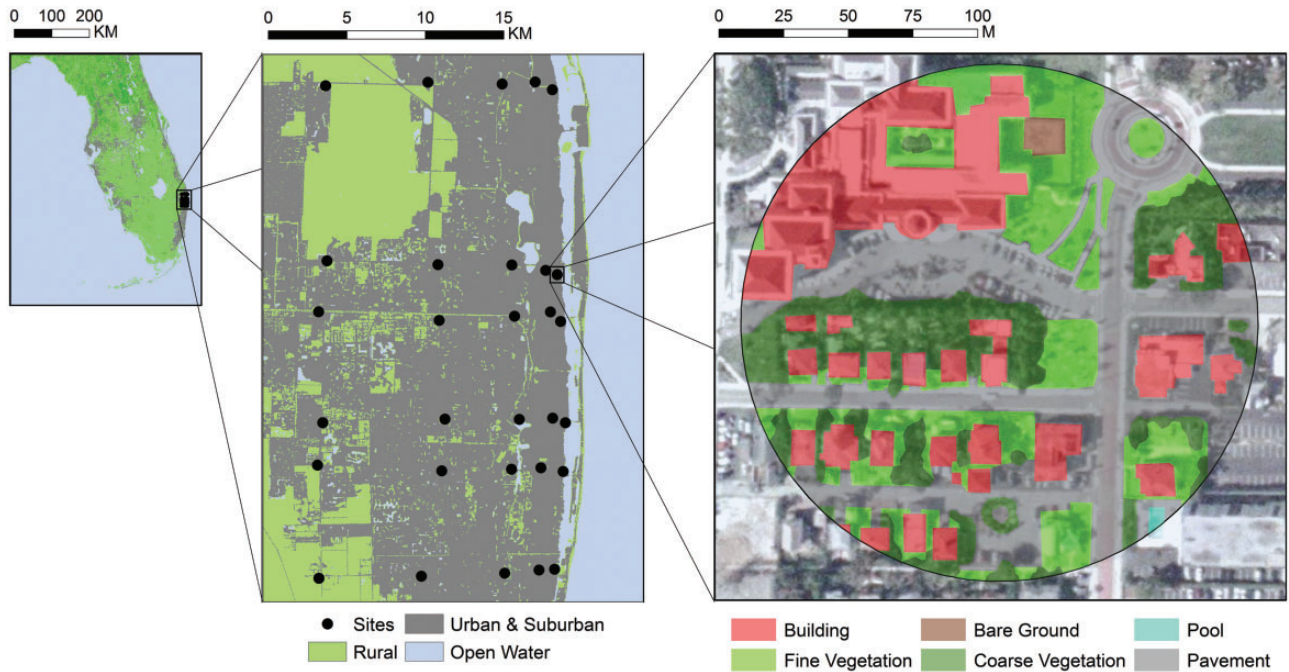 0 100 200
KM
0 5 10 15
KM
0 25 50 75 100
M
Sites
Urban & Suburban
Rural
Open Water
Building
Bare Ground
Pool
Fine Vegetation
Coarse Vegetation
Pavement